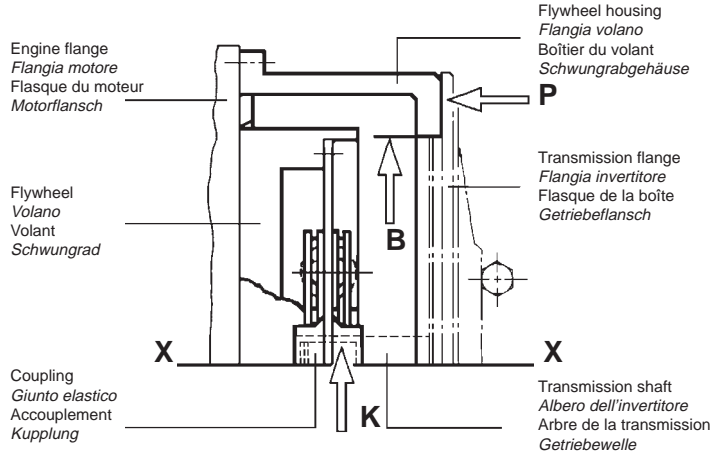 Engine flange
Flangia motore
Flasque du moteur
Motorflansch
Flywheel housing
Flangia volano
Boîtier du volant
Schwungrabgehäuse
P
Flywheel
Volano
Volant
Schwungrad
B
Transmission flange
Flangia invertitore
Flasque de la boîte
Getriebeflansch
X
X
Coupling
Giunto elastico
Accouplement
Kupplung
K
Transmission shaft
Albero dell'invertitore
Arbre de la transmission
Getriebewelle